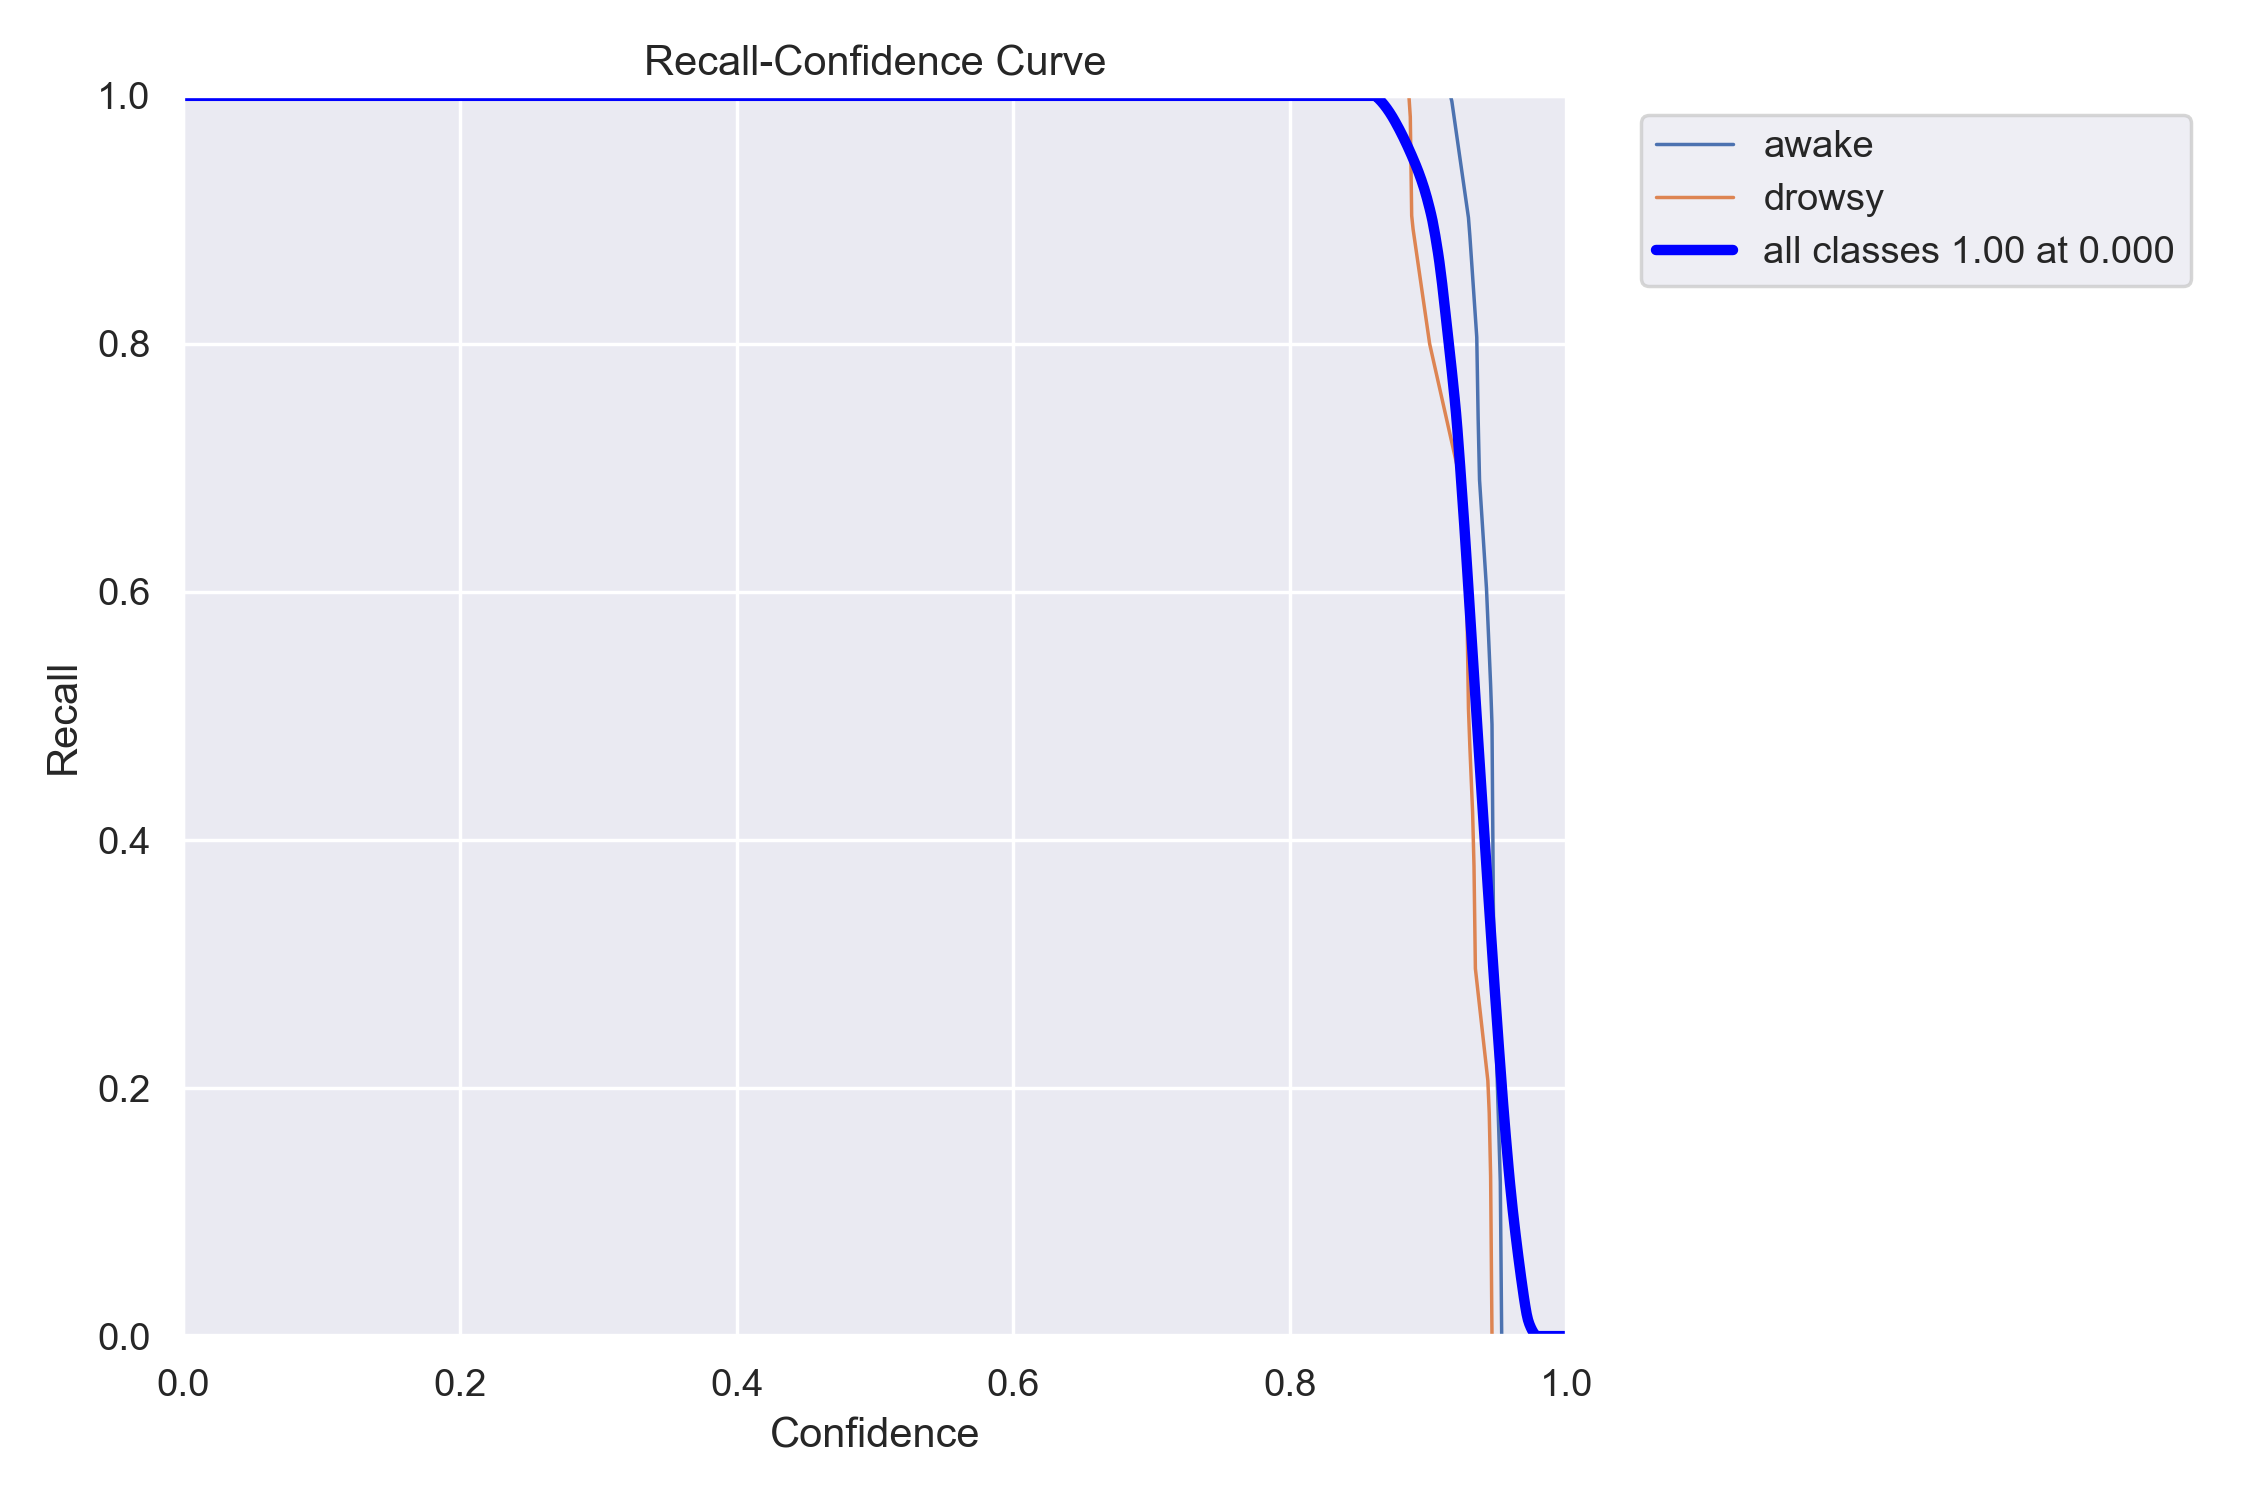 Recall-Confidence Curve
1.0
0.8
0.6
0.4
0.2
0.0
Recall
0.0 0.2 0.4 0.6 0.8 1.0
Confidence
awake
drowsy
all classes 1.00 at 0.000